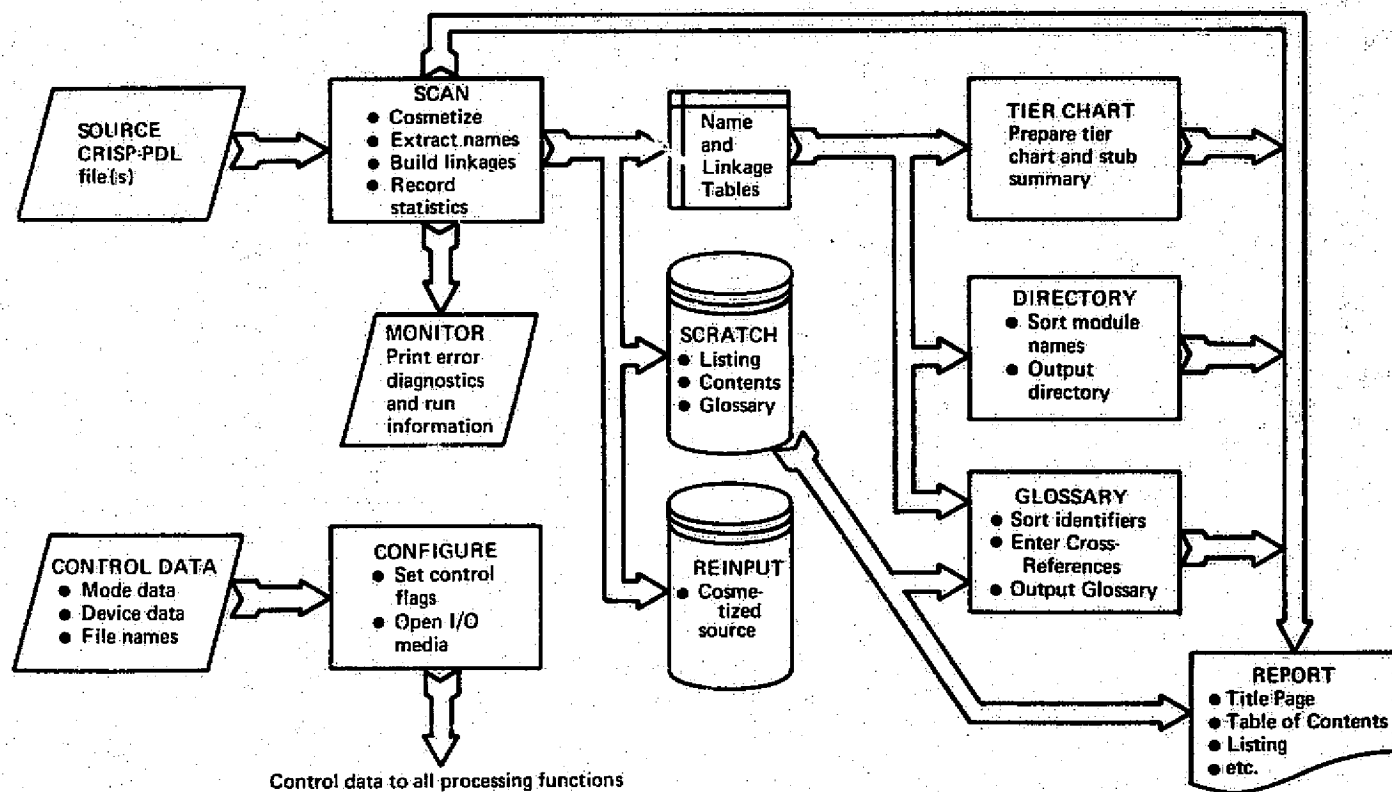 SOURCE
CRISP-PDL
file(s)
SCAN
● Cosmetize
● Extract names
● Build linkages
● Record
statistics
Name
and
Linkage
Tables
TIER CHART
Prepare tier
chart and stub
summary
MONITOR
Print error
diagnostics
and run
information
SCRATCH
● Listing
● Contents
● Glossary
DIRECTORY
● Sort module
names
● Output
directory
CONTROL DATA
● Mode data
● Device data
● File names
CONFIGURE
● Set control
flags
● Open I/O
media
REINPUT
● Cosme-
tized
source
GLOSSARY
● Sort identifiers
● Enter Cross-
References
● Output Glossary
REPORT
● Title Page
● Table of Contents
● Listing
● etc.
Control data to all processing functions